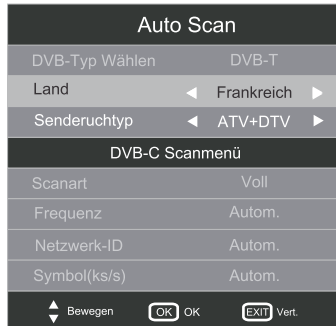 Auto Scan
DVB-Typ Wählen DVB-T
Land Frankreich
Senderuchtyp ATV+DTV
DVB-C Scanmenü
Scanart Voll
Frequenz Autom.
Netzwerk-ID Autom.
Symbol(ks/s) Autom.
Bewegen OK OK EXIT Vert.